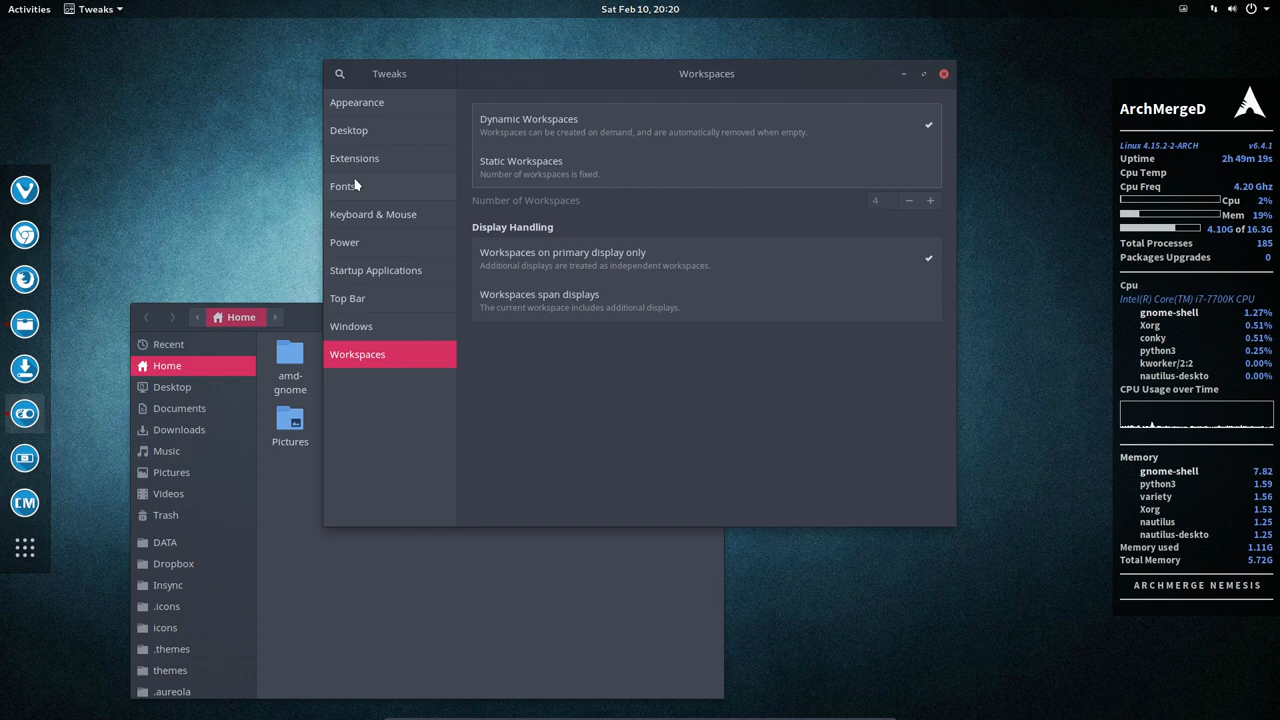 Activities
Tweaks
Sat Feb 10, 20:20
Tweaks
Workspaces
Appearance
Desktop
Extensions
Fonts
Keyboard & Mouse
Power
Startup Applications
Top Bar
Windows
Workspaces
Dynamic Workspaces
Workspaces can be created on demand, and are automatically removed when empty.
Static Workspaces
Number of workspaces is fixed.
Number of Workspaces
4
Display Handling
Workspaces on primary display only
Additional displays are treated as independent workspaces.
Workspaces span displays
The current workspace includes additional displays.
Home
Recent
Home
Desktop
Documents
Downloads
Music
Pictures
Videos
Trash
DATA
Dropbox
Insync
.icons
icons
.themes
themes
.aureola
amd-
gnome
Pictures
ArchMergeD
Linux 4.15.2-2-ARCH v6.4.1
Uptime 2h 49m 19s
Cpu Temp
Cpu Freq 4.20 Ghz
Cpu 2%
Mem 19%
4.10G of 16.3G
Total Processes 185
Packages Upgrades 0
Cpu
Intel(R) Core(TM) i7-7700K CPU
gnome-shell 1.27%
Xorg 0.51%
conky 0.51%
python3 0.25%
kworker/2:2 0.00%
nautilus-deskto 0.00%
CPU Usage over Time
Memory
gnome-shell 7.82
python3 1.59
variety 1.56
Xorg 1.53
nautilus 1.25
nautilus-deskto 1.25
Memory used 1.11G
Total Memory 5.72G
ARCHMERGE NEMESIS